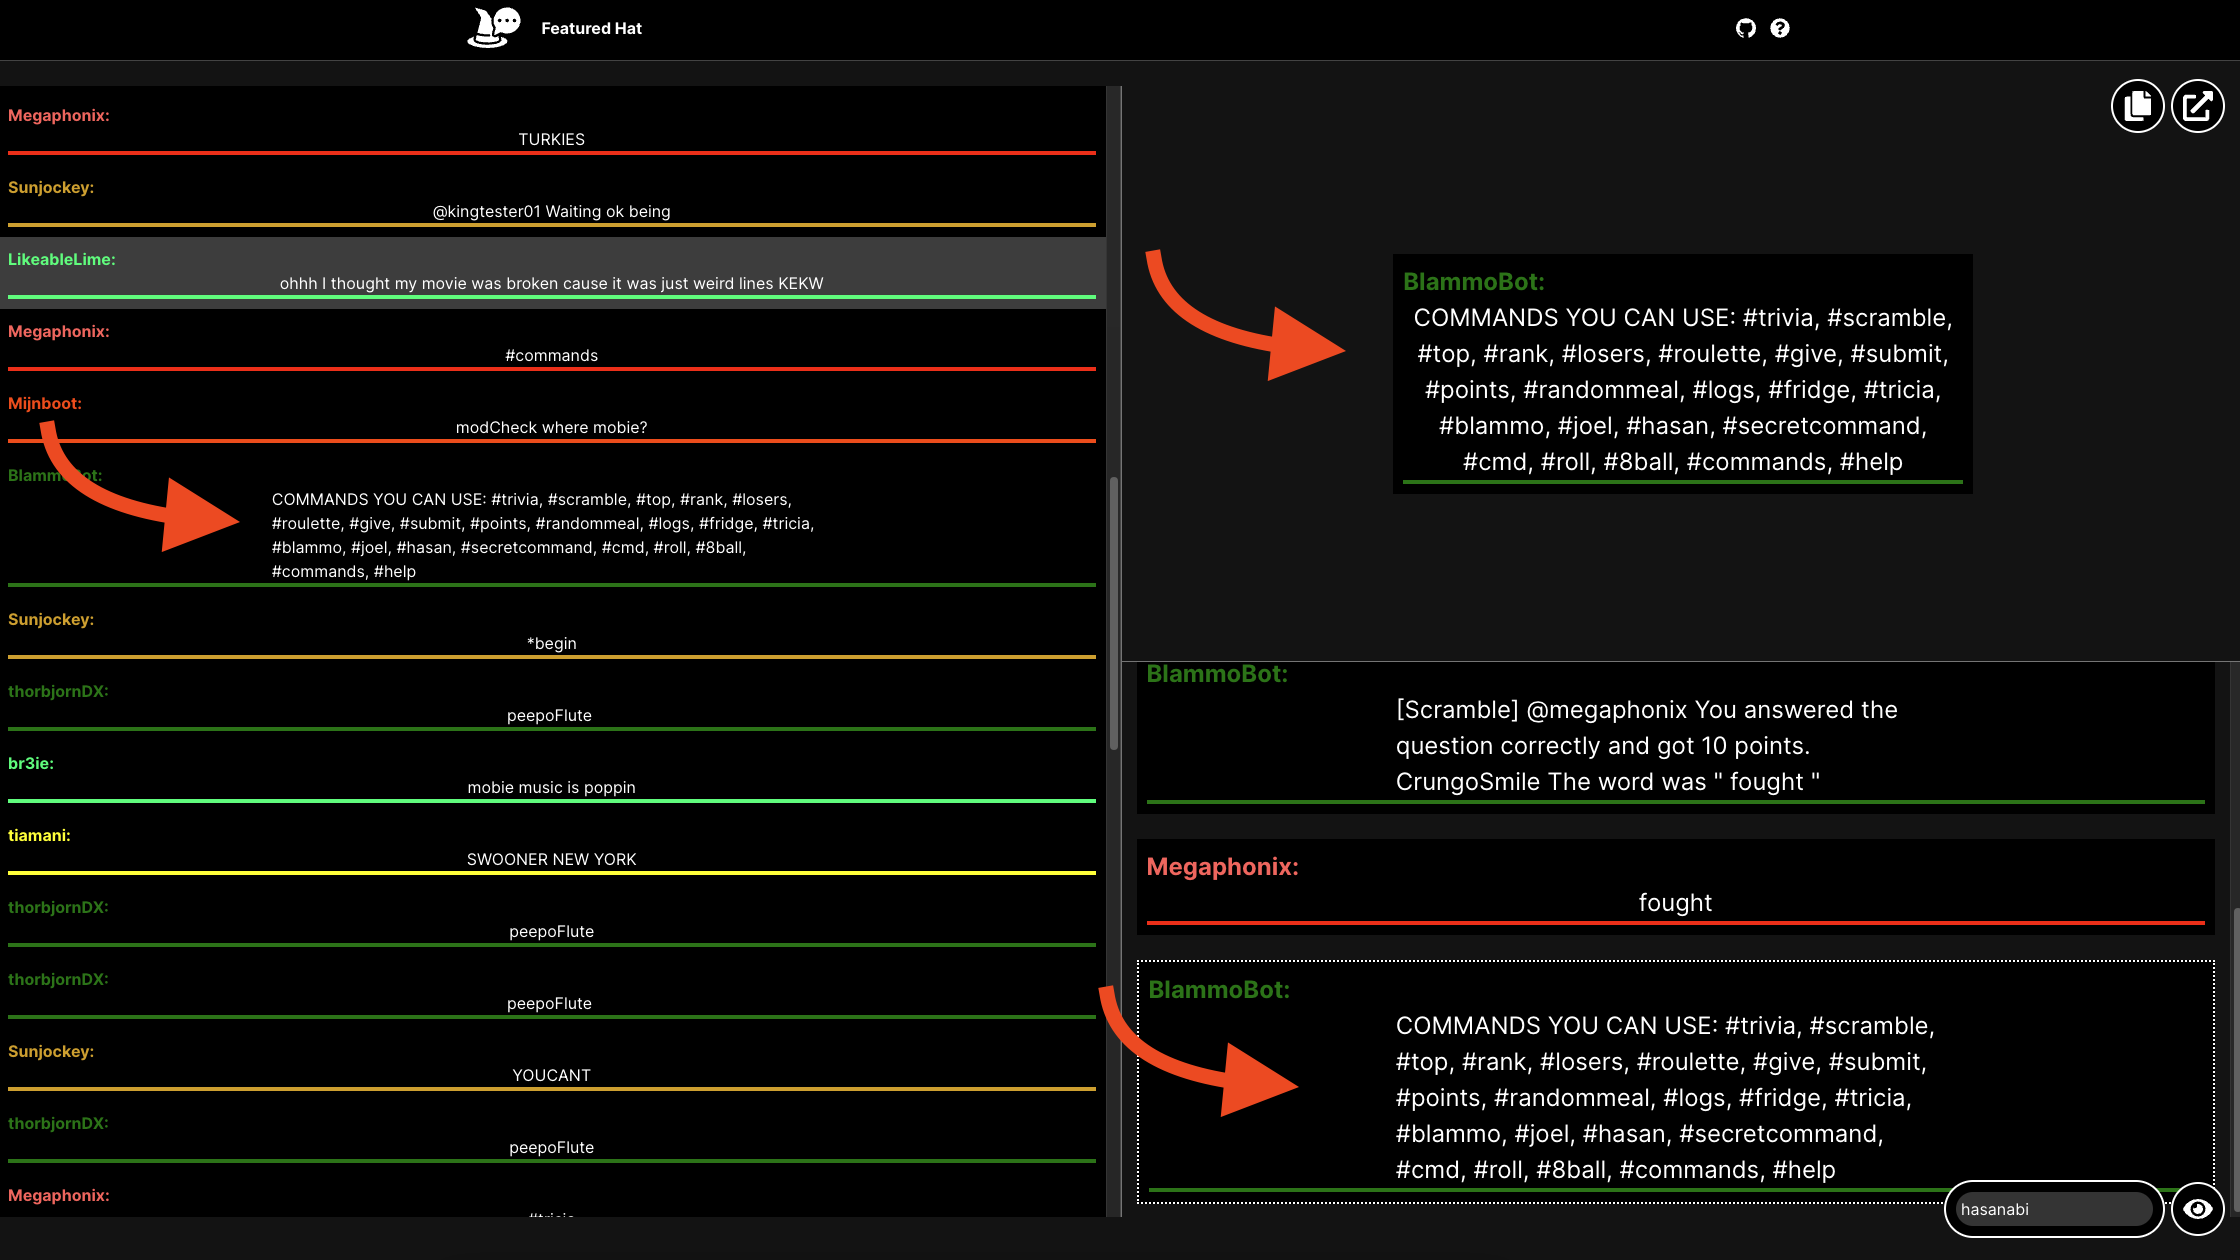 Featured Hat
Megaphonix:
TURKIES
Sunjockey:
@kingtester01 Waiting ok being
LikeableLime:
ohhh I thought my movie was broken cause it was just weird lines KEKW
Megaphonix:
#commands
Mijnboot:
modCheck where mobie?
BlammoBot:
COMMANDS YOU CAN USE: #trivia, #scramble, #top, #rank, #losers,
#roulette, #give, #submit, #points, #randommeal, #logs, #fridge, #tricia,
#blammo, #joel, #hasan, #secretcommand, #cmd, #roll, #8ball,
#commands, #help
Sunjockey:
*begin
thorbjornDX:
peepoFlute
br3ie:
mobie music is poppin
tiamani:
SWOONER NEW YORK
thorbjornDX:
peepoFlute
thorbjornDX:
peepoFlute
Sunjockey:
YOUCANT
thorbjornDX:
peepoFlute
Megaphonix:
BlammoBot:
COMMANDS YOU CAN USE: #trivia, #scramble,
#top, #rank, #losers, #roulette, #give, #submit,
#points, #randommeal, #logs, #fridge, #tricia,
#blammo, #joel, #hasan, #secretcommand,
#cmd, #roll, #8ball, #commands, #help
BlammoBot:
[Scramble] @megaphonix You answered the
question correctly and got 10 points.
CrungoSmile The word was " fought "
Megaphonix:
fought
BlammoBot:
COMMANDS YOU CAN USE: #trivia, #scramble,
#top, #rank, #losers, #roulette, #give, #submit,
#points, #randommeal, #logs, #fridge, #tricia,
#blammo, #joel, #hasan, #secretcommand,
#cmd, #roll, #8ball, #commands, #help
hasanabi